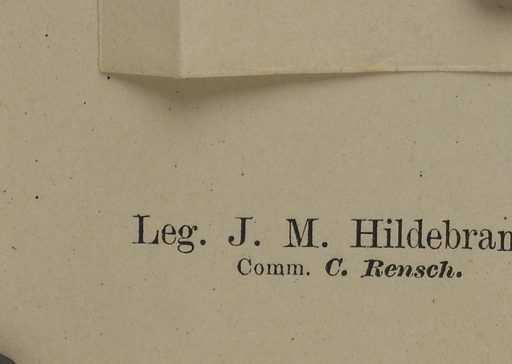 Leg. J. M. Hildebran
Comm. C. Rensch.